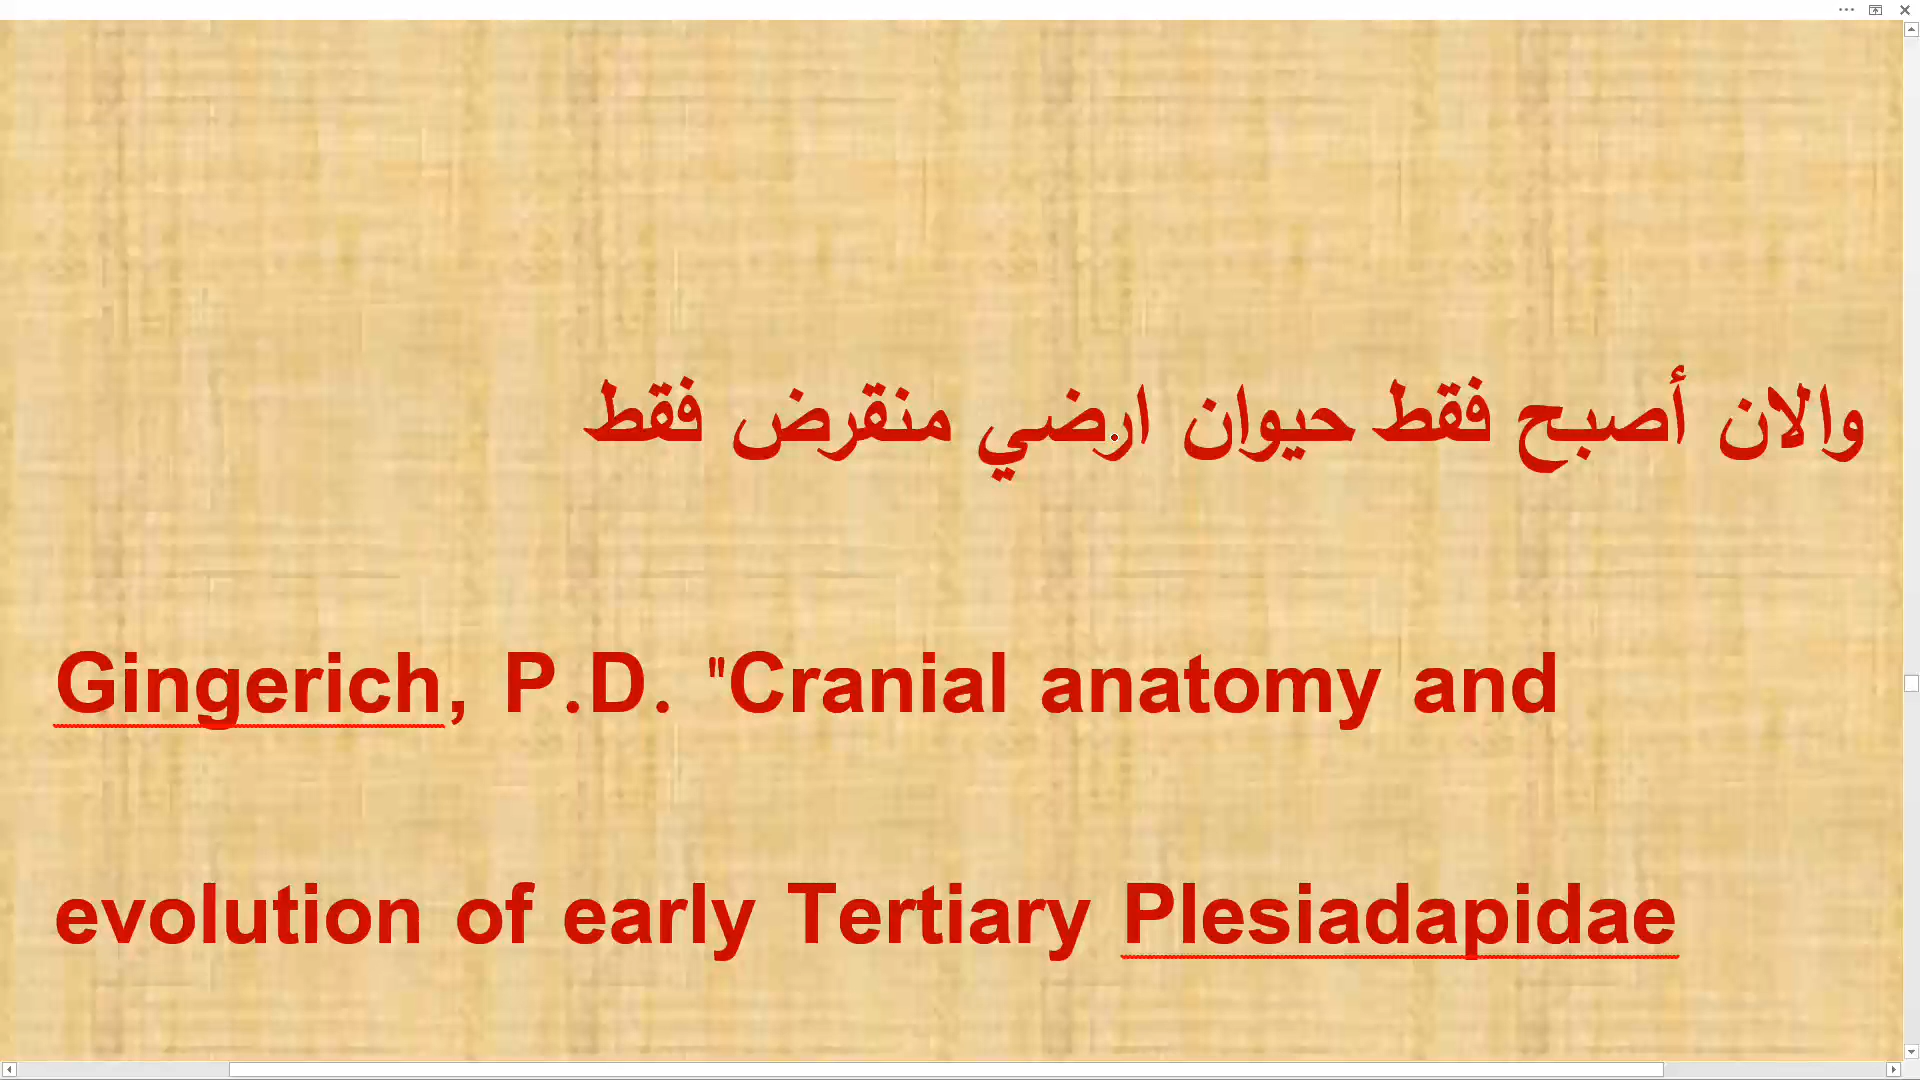 والان أصبح فقط حيوان ارضي منقرض فقط
Gingerich, P.D. "Cranial anatomy and
evolution of early Tertiary Plesiadapidae